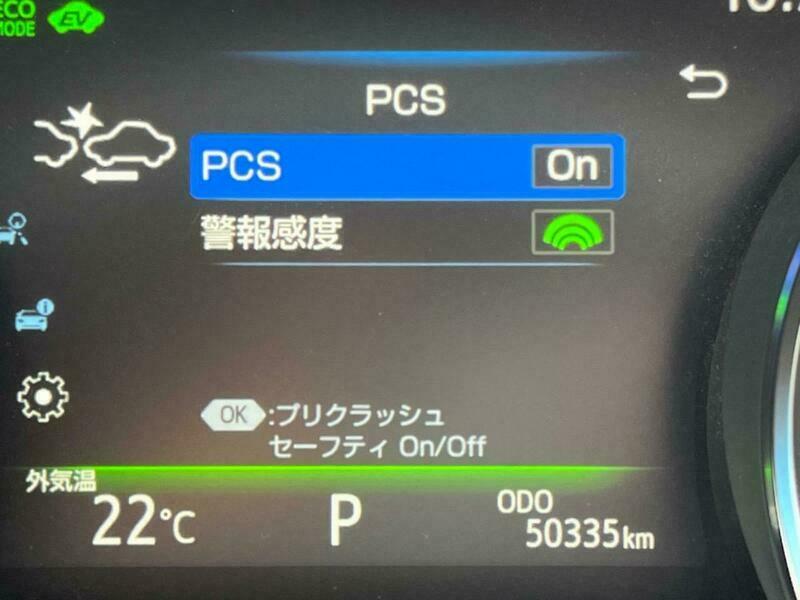 ECO
MODE
EV
PCS
PCS On
警報感度
OK :プリクラッシュ
セーフティ On/Off
外気温
22℃
P
ODO
50335km